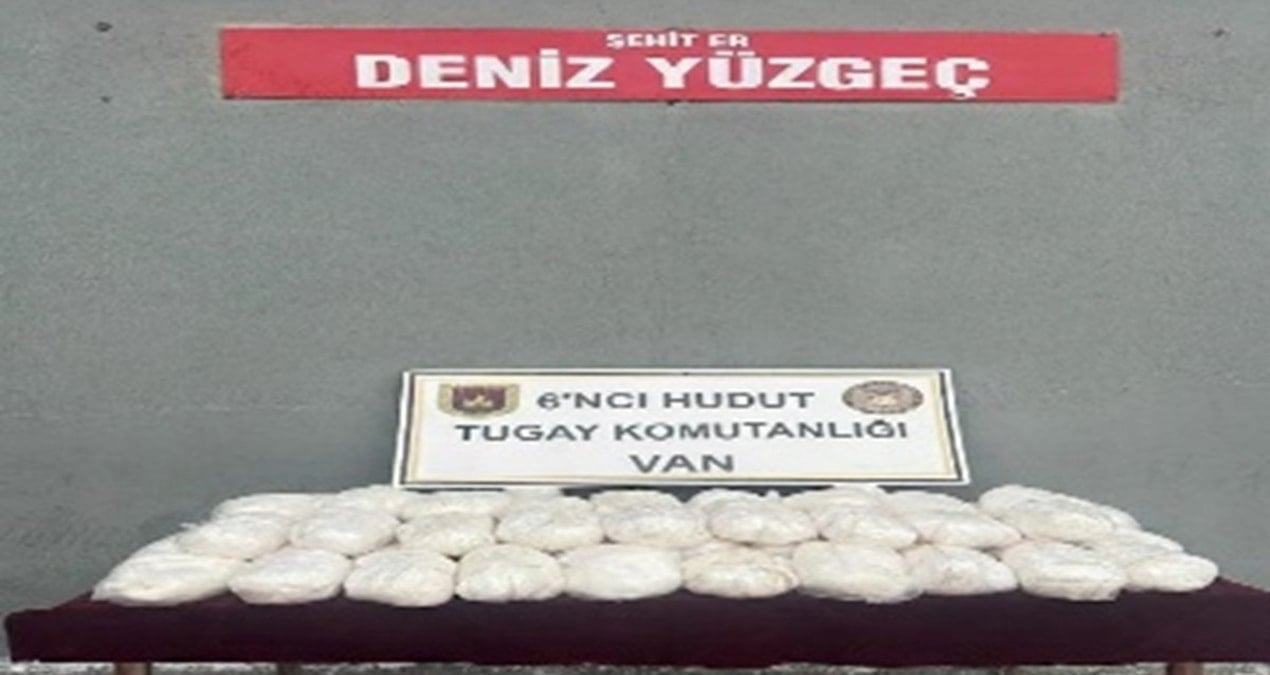 ŞEHİT ER
DENİZ YÜZGEÇ
6'NCI HUDUT
TUGAY KOMUTANLIĞI
VAN